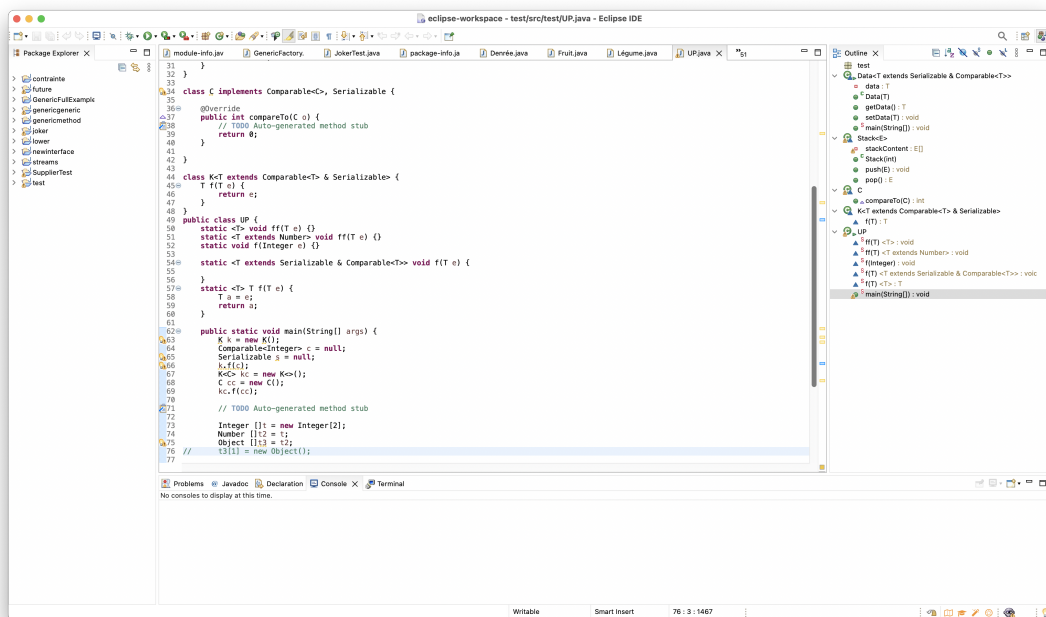 eclipse-workspace - test/src/test/UP.java - Eclipse IDE
Package Explorer
contrainte
future
GenericFullExample
genericgeneric
genericmethod
joker
lower
newinterface
streams
SupplierTest
test
module-info.jav
GenericFactory.
JokerTest.java
package-info.ja
Denrée.java
Fruit.java
Légume.java
UP.java
"51
31 }
32 }
33
34 class C implements Comparable<C>, Serializable {
35
36 @Override
37 public int compareTo(C o) {
38 // TODO Auto-generated method stub
39 return 0;
40 }
41
42 }
43
44 class K<T extends Comparable<T> & Serializable> {
45 T f(T e) {
46 return e;
47 }
48 }
49 public class UP {
50 static <T> void ff(T e) {}
51 static <T extends Number> void ff(T e) {}
52 static void f(Integer e) {}
53
54 static <T extends Serializable & Comparable<T>> void f(T e) {
55
56 }
57 static <T> T f(T e) {
58 T a = e;
59 return a;
60 }
61
62 public static void main(String[] args) {
63 K k = new K();
64 Comparable<Integer> c = null;
65 Serializable s = null;
66 k.f(c);
67 K<C> kc = new K<>();
68 C cc = new C();
69 kc.f(cc);
70
71 // TODO Auto-generated method stub
72
73 Integer []t = new Integer[2];
74 Number []t2 = t;
75 Object []t3 = t2;
76 // t3[1] = new Object();
77
Outline
test
Data<T extends Serializable & Comparable<T>>
data : T
Data(T)
getData() : T
setData(T) : void
main(String[]) : void
Stack<E>
stackContent : E[]
Stack(int)
push(E) : void
pop() : E
C
compareTo(C) : int
K<T extends Comparable<T> & Serializable>
f(T) : T
UP
ff(T) <T> : void
ff(T) <T extends Number> : void
f(Integer) : void
f(T) <T extends Serializable & Comparable<T>> : voic
f(T) <T> : T
main(String[]) : void
Problems
@ Javadoc
Declaration
Console
Terminal
No consoles to display at this time.
Writable
Smart Insert
76 : 3 : 1467